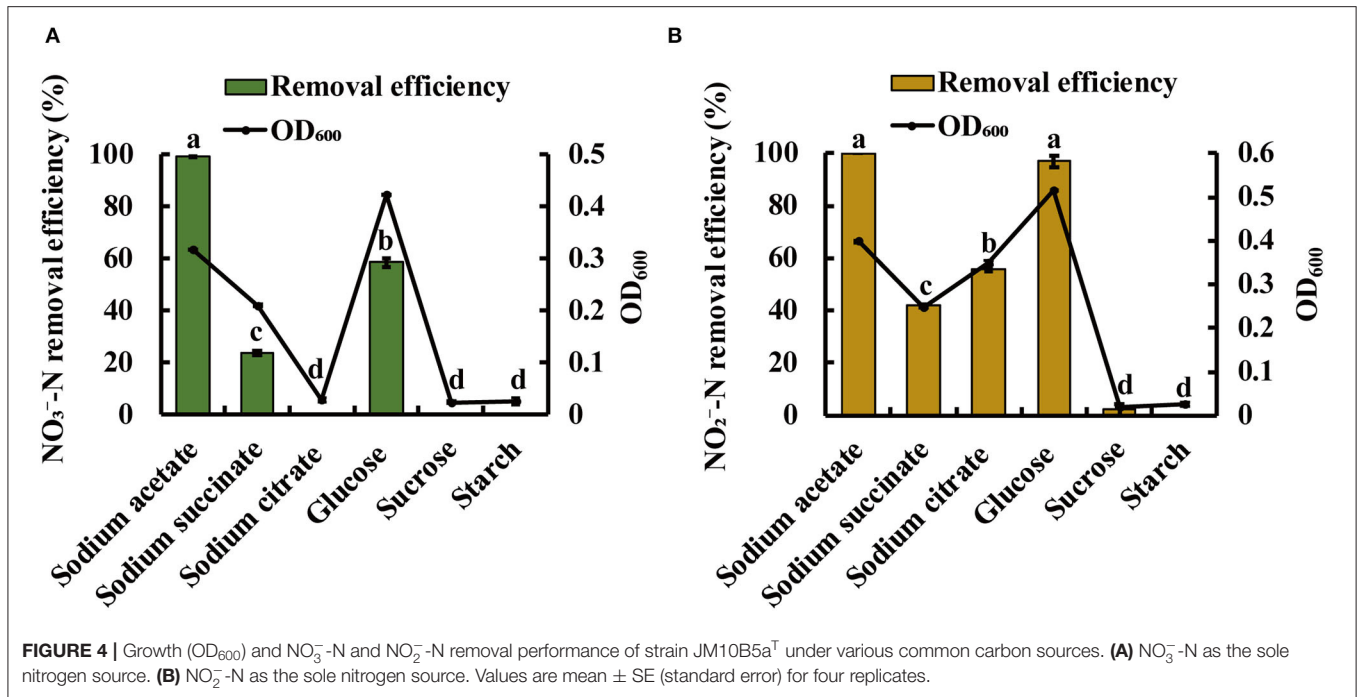 A
Removal efficiency
OD₆₀₀
NO₃⁻-N removal efficiency (%)
100
80
60
40
20
0
a
c
d
b
d
d
0.5
0.4
0.3
0.2
0.1
0
OD₆₀₀
Sodium acetate
Sodium succinate
Sodium citrate
Glucose
Sucrose
Starch
B
Removal efficiency
OD₆₀₀
NO₂⁻-N removal efficiency (%)
100
80
60
40
20
0
a
c
b
a
d
d
0.6
0.5
0.4
0.3
0.2
0.1
0
OD₆₀₀
Sodium acetate
Sodium succinate
Sodium citrate
Glucose
Sucrose
Starch
FIGURE 4 | Growth (OD₆₀₀) and NO₃⁻-N and NO₂⁻-N removal performance of strain JM10B5aᵀ under various common carbon sources. (A) NO₃⁻-N as the sole
nitrogen source. (B) NO₂⁻-N as the sole nitrogen source. Values are mean ± SE (standard error) for four replicates.